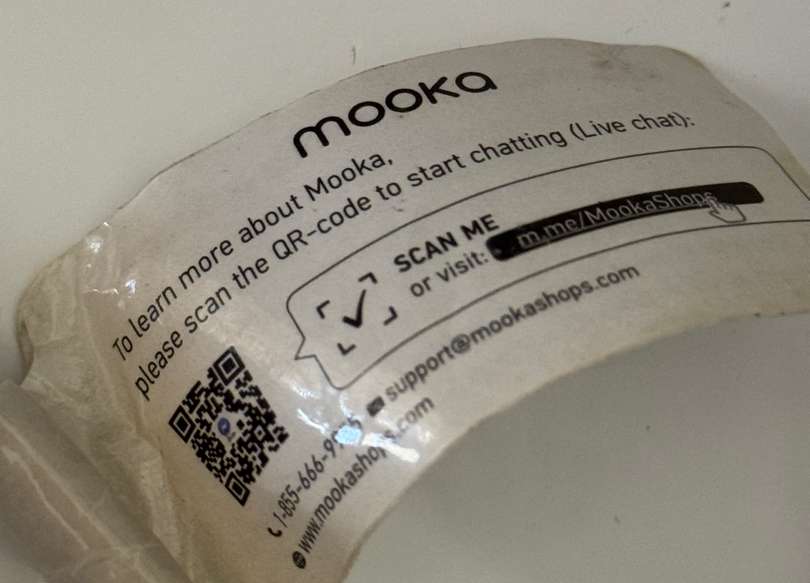 mooka
To learn more about Mooka,
please scan the QR-code to start chatting (Live chat):
SCAN ME
or visit: m.me/MookaShops
support@mookashops.com
www.mookashops.com